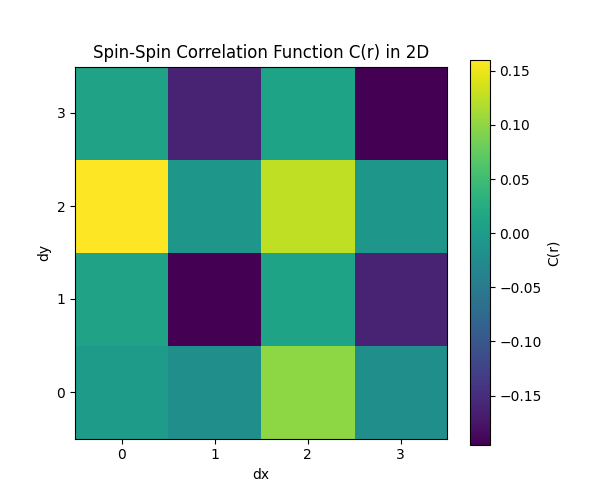 Spin-Spin Correlation Function C(r) in 2D
3
2
1
0
dy
0 1 2 3
dx
0.15
0.10
0.05
0.00
−0.05
−0.10
−0.15
C(r)